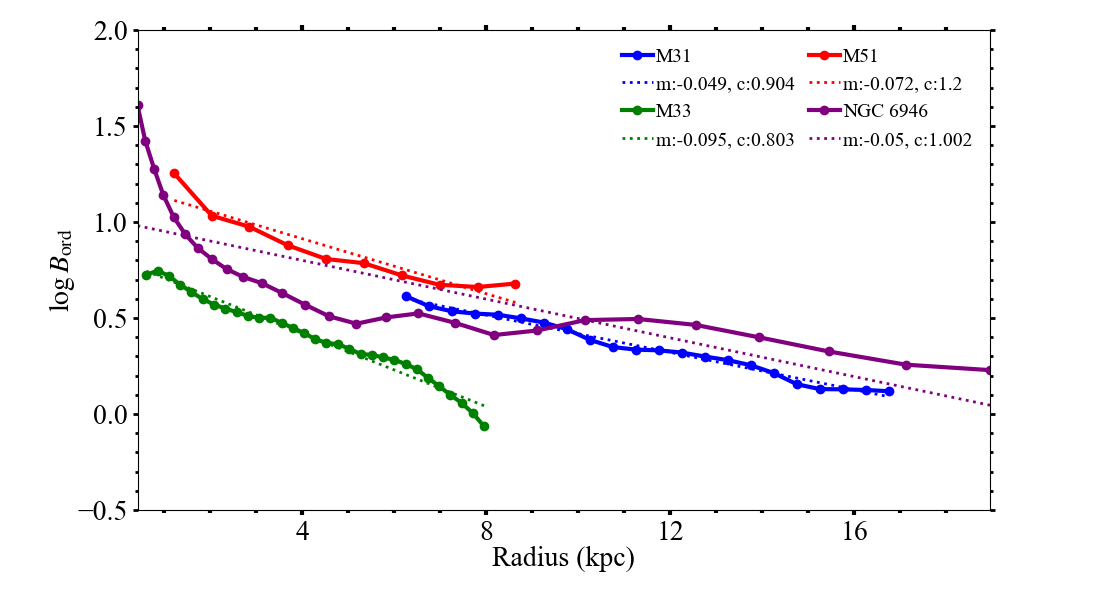 2.0
1.5
1.0
0.5
0.0
−0.5
log B_ord
M31
m:-0.049, c:0.904
M33
m:-0.095, c:0.803
M51
m:-0.072, c:1.2
NGC 6946
m:-0.05, c:1.002
4 8 12 16
Radius (kpc)